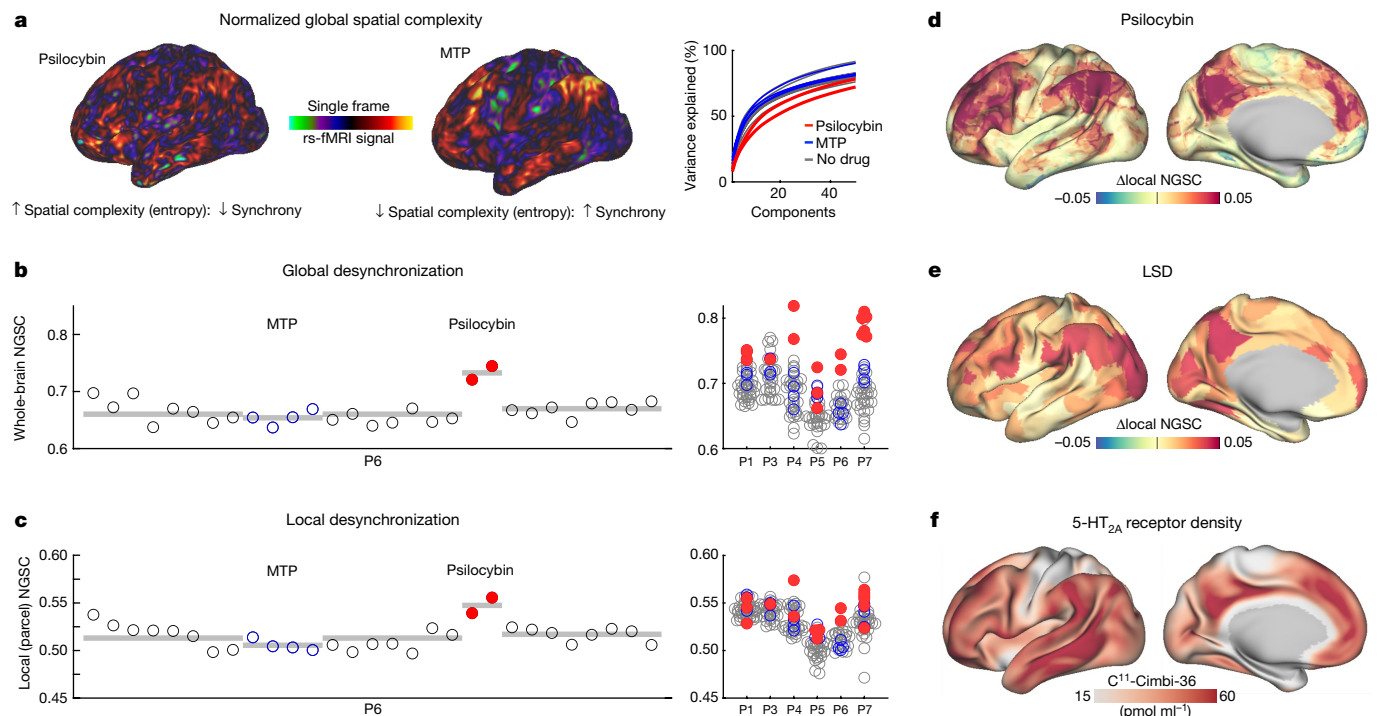 a
Normalized global spatial complexity
Psilocybin
MTP
Single frame
rs-fMRI signal
↑ Spatial complexity (entropy): ↓ Synchrony
↓ Spatial complexity (entropy): ↑ Synchrony
Variance explained (%)
100
50
0
20
40
Components
Psilocybin
MTP
No drug
b
Global desynchronization
Whole-brain NGSC
0.8
0.7
0.6
MTP
Psilocybin
P6
0.8
0.7
0.6
P1 P3 P4 P5 P6 P7
c
Local desynchronization
Local (parcel) NGSC
0.60
0.55
0.50
0.45
MTP
Psilocybin
P6
0.60
0.55
0.50
0.45
P1 P3 P4 P5 P6 P7
d
Psilocybin
Δlocal NGSC
–0.05 0.05
e
LSD
Δlocal NGSC
–0.05 0.05
f
5-HT2A receptor density
C¹¹-Cimbi-36
15 60
(pmol ml⁻¹)